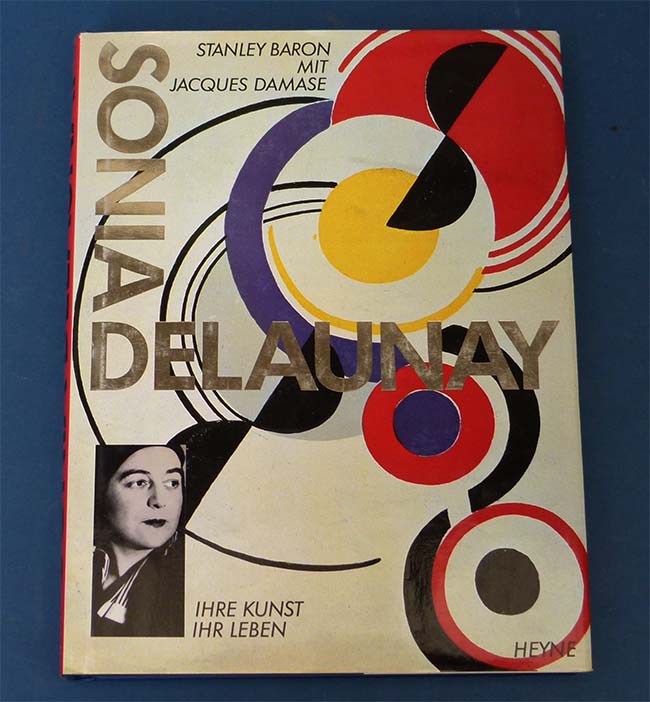 STANLEY BARON
MIT
JACQUES DAMASE
SONIA
DELAUNAY
IHRE KUNST
IHR LEBEN
HEYNE